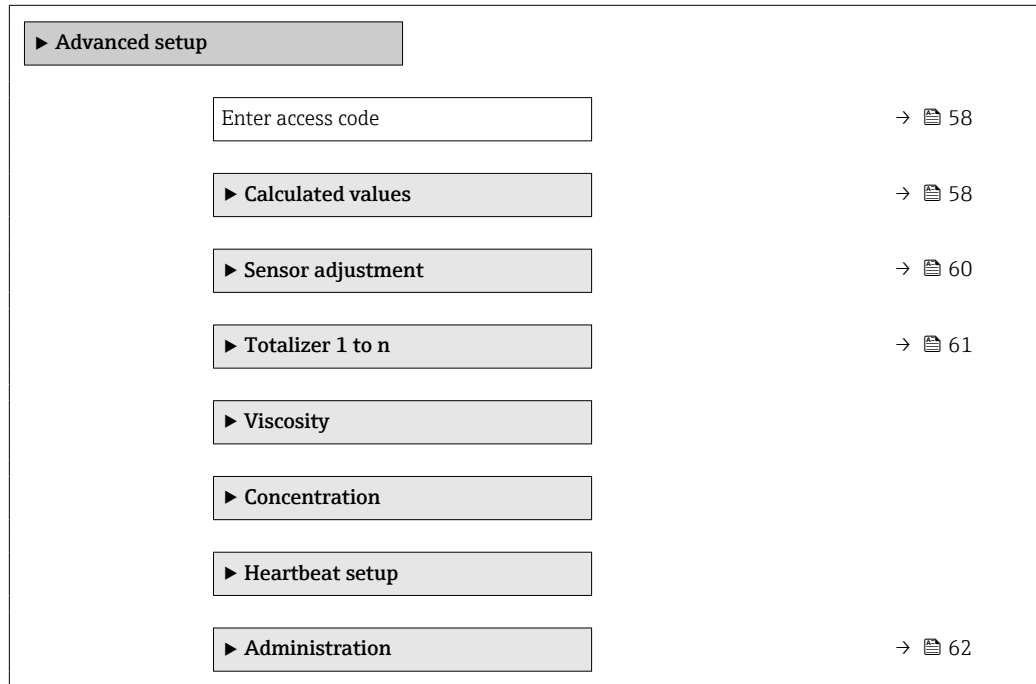 ▶ Advanced setup
Enter access code → 58
▶ Calculated values → 58
▶ Sensor adjustment → 60
▶ Totalizer 1 to n → 61
▶ Viscosity
▶ Concentration
▶ Heartbeat setup
▶ Administration → 62